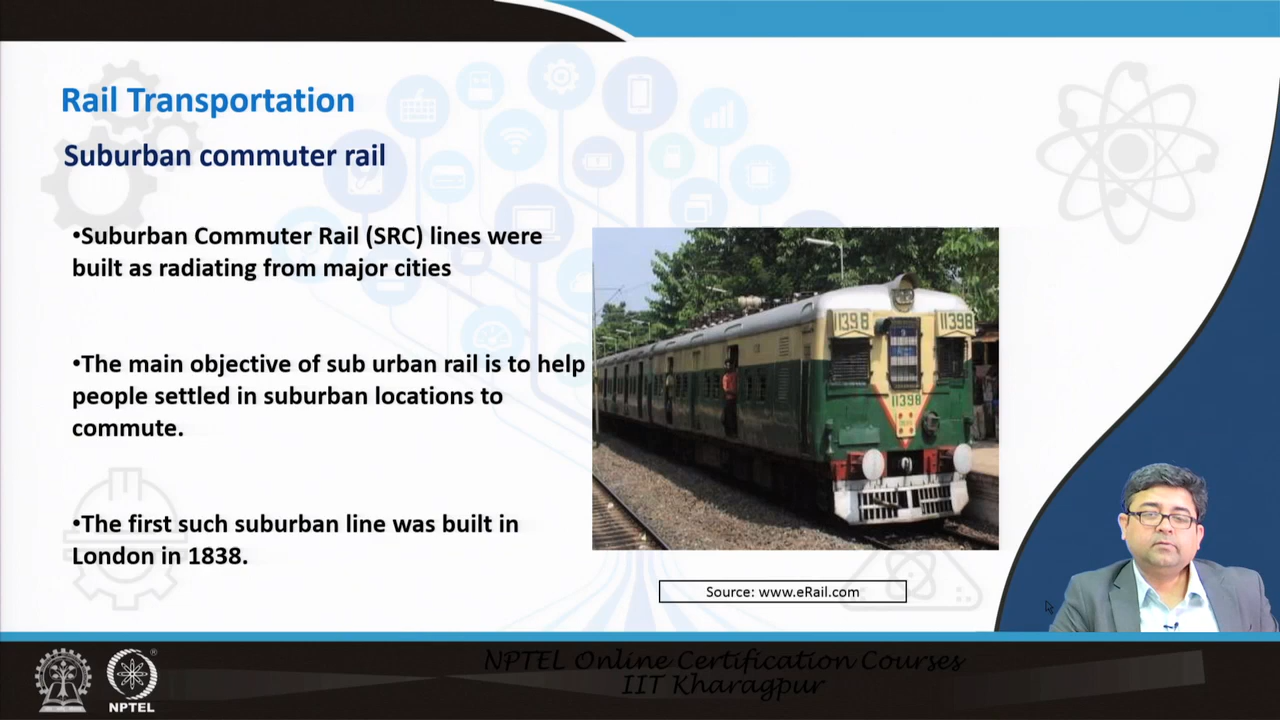 Rail Transportation
Suburban commuter rail
•Suburban Commuter Rail (SRC) lines were
built as radiating from major cities
•The main objective of sub urban rail is to help
people settled in suburban locations to
commute.
•The first such suburban line was built in
London in 1838.
11398
11398
11398
Source: www.eRail.com
NPTEL Online Certification Courses
IIT Kharagpur
NPTEL